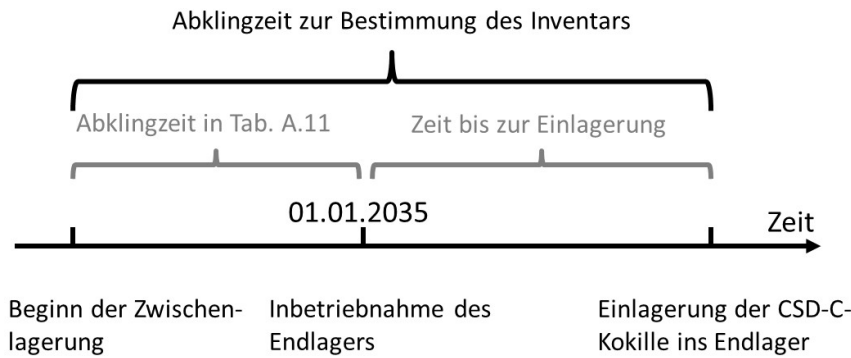 Abklingzeit zur Bestimmung des Inventars
Abklingzeit in Tab. A.11
Zeit bis zur Einlagerung
01.01.2035
Zeit
Beginn der Zwischen-
lagerung
Inbetriebnahme des
Endlagers
Einlagerung der CSD-C-
Kokille ins Endlager